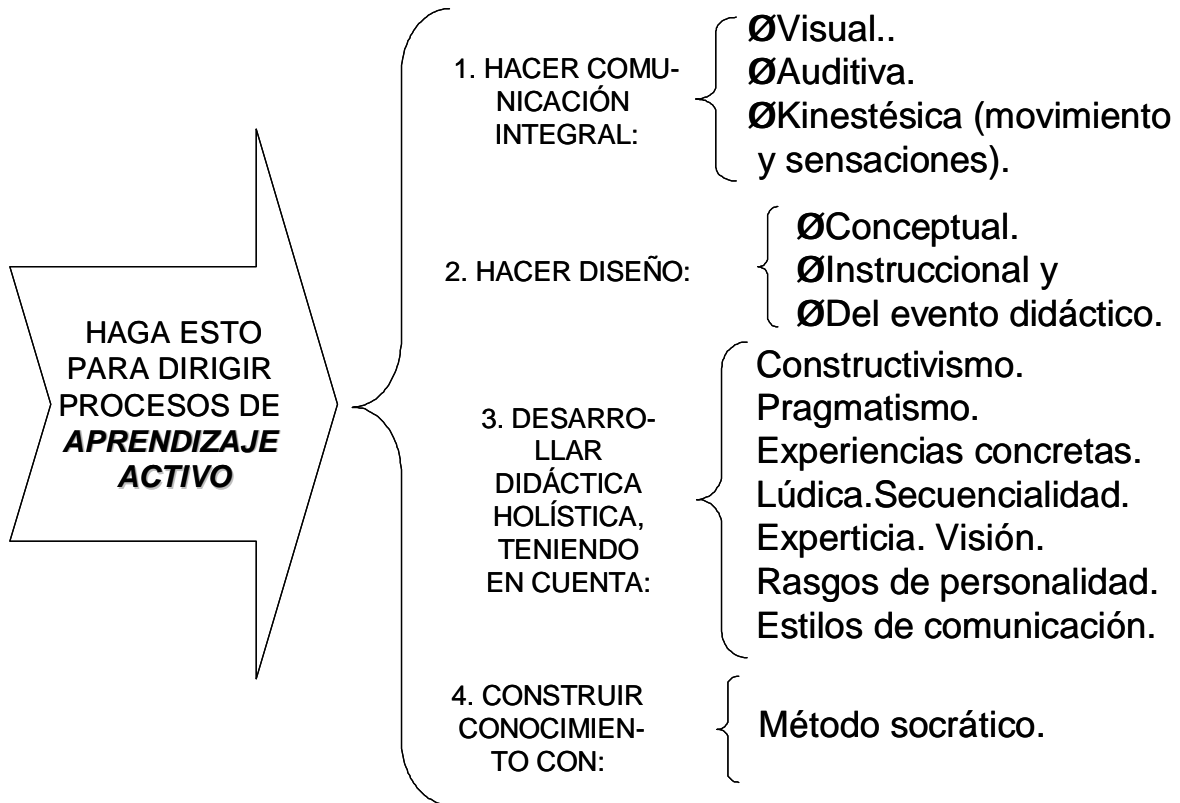 HAGA ESTO
PARA DIRIGIR
PROCESOS DE
APRENDIZAJE
ACTIVO
1. HACER COMU-
NICACIÓN
INTEGRAL:
ØVisual..
ØAuditiva.
ØKinestésica (movimiento
y sensaciones).
2. HACER DISEÑO:
ØConceptual.
ØInstruccional y
ØDel evento didáctico.
3. DESARRO-
LLAR
DIDÁCTICA
HOLÍSTICA,
TENIENDO
EN CUENTA:
Constructivismo.
Pragmatismo.
Experiencias concretas.
Lúdica.Secuencialidad.
Experticia. Visión.
Rasgos de personalidad.
Estilos de comunicación.
4. CONSTRUIR
CONOCIMIEN-
TO CON:
Método socrático.